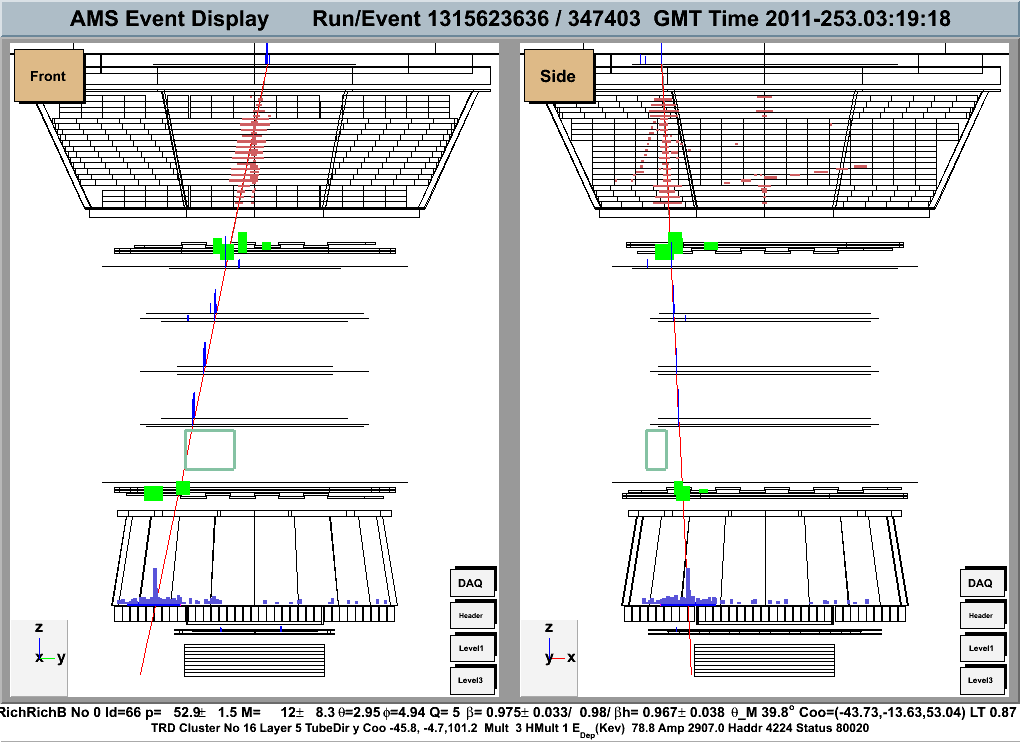 AMS Event Display Run/Event 1315623636 / 347403 GMT Time 2011-253.03:19:18
Front
Side
DAQ
Header
Level1
Level3
z
x y
DAQ
Header
Level1
Level3
z
y x
RichRichB No 0 Id=66 p= 52.9± 1.5 M= 12± 8.3 θ=2.95 ϕ=4.94 Q= 5 β= 0.975± 0.033/ 0.98/ βh= 0.967± 0.038 θ_M 39.8° Coo=(-43.73,-13.63,53.04) LT 0.87
TRD Cluster No 16 Layer 5 TubeDir y Coo -45.8, -4.7,101.2 Mult 3 HMult 1 E_Dep(Kev) 78.8 Amp 2907.0 Haddr 4224 Status 80020